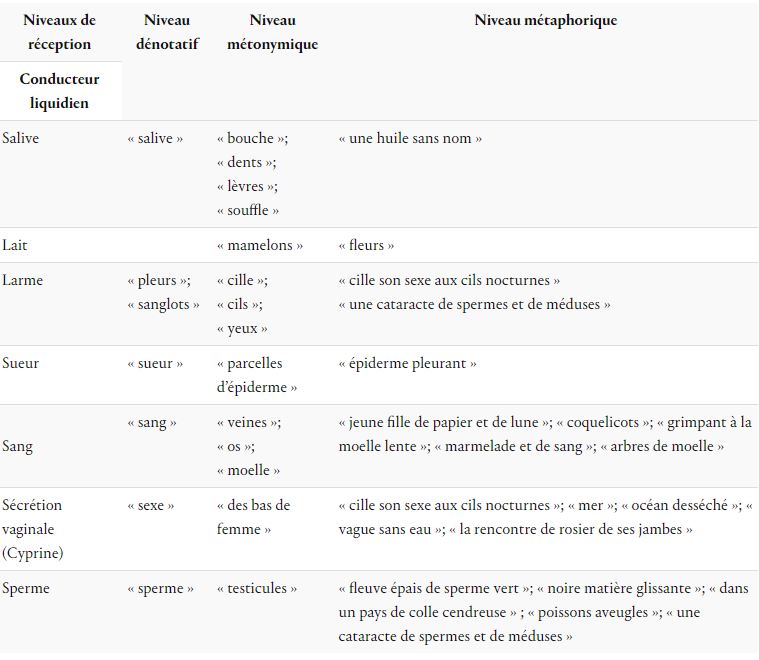 Niveaux de réception
Niveau dénotatif
Niveau métonymique
Niveau métaphorique
Conducteur liquidien
Salive
« salive »
« bouche »;
« dents »;
« lèvres »;
« souffle »
« une huile sans nom »
Lait
« mamelons »
« fleurs »
Larme
« pleurs »;
« sanglots »
« cille »;
« cils »;
« yeux »
« cille son sexe aux cils nocturnes »
« une cataracte de spermes et de méduses »
Sueur
« sueur »
« parcelles
d’épiderme »
« épiderme pleurant »
Sang
« sang »
« veines »;
« os »;
« moelle »
« jeune fille de papier et de lune »; « coquelicots »; « grimpant à la
moelle lente »; « marmelade et de sang »; « arbres de moelle »
Sécrétion
vaginale
(Cyprine)
« sexe »
« des bas de
femme »
« cille son sexe aux cils nocturnes »; « mer »; « océan desséché »; «
vague sans eau »; « la rencontre de rosier de ses jambes »
Sperme
« sperme »
« testicules »
« fleuve épais de sperme vert »; « noire matière glissante »; « dans
un pays de colle cendreuse » ; « poissons aveugles »; « une
cataracte de spermes et de méduses »